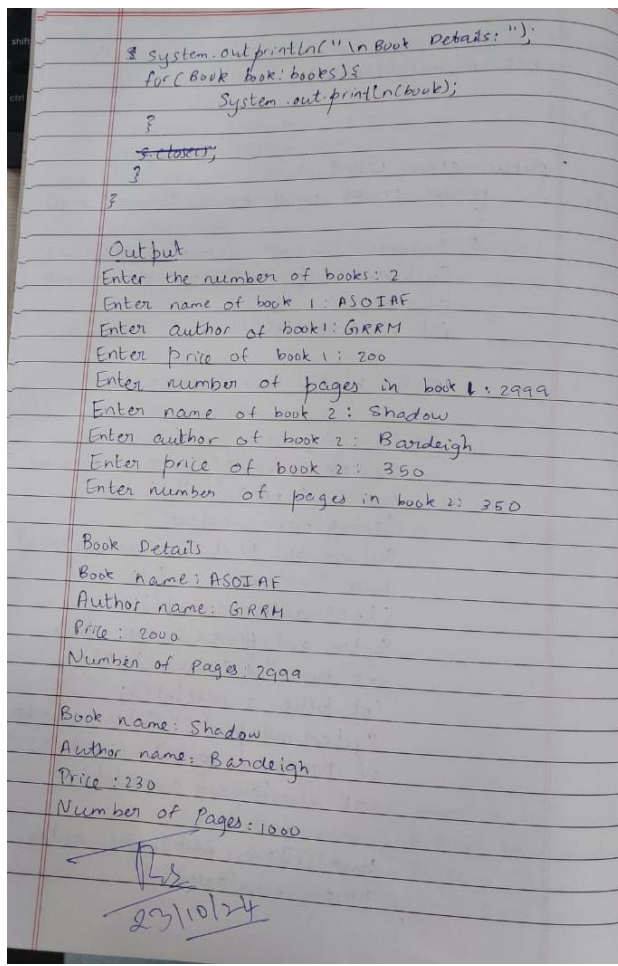 System.out println("\n Book Details: ");
for (Book book: books){
System.out.println(book);
}
s.close();
}
}
Output
Enter the number of books: 2
Enter name of book 1: ASOIAF
Enter author of book1: GRRM
Enter price of book 1: 200
Enter number of pages in book 1: 2999
Enter name of book 2: Shadow
Enter author of book 2: Bardeigh
Enter price of book 2: 350
Enter number of pages in book 2: 350
Book Details
Book name: ASOIAF
Author name: GRRM
Price: 2000
Number of pages: 2999
Book name: Shadow
Author name: Bardeigh
Price: 230
Number of Pages: 1000
23/10/24
shift
ctrl